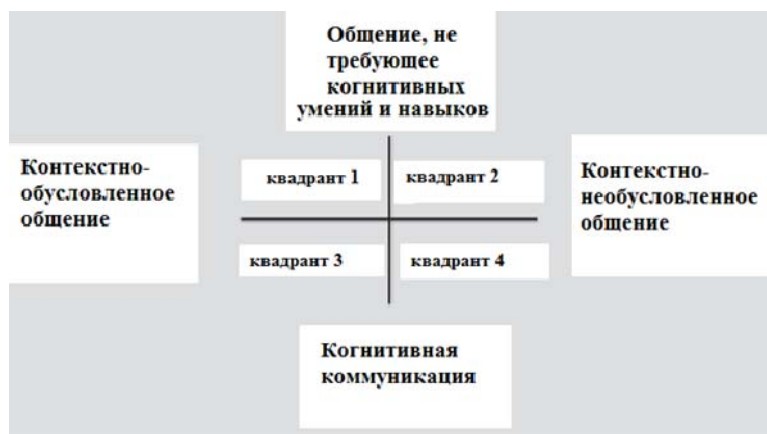 Общение, не
требующее
когнитивных
умений и навыков
Контекстно-
обусловленное
общение
квадрант 1
квадрант 2
Контекстно-
необусловленное
общение
квадрант 3
квадрант 4
Когнитивная
коммуникация